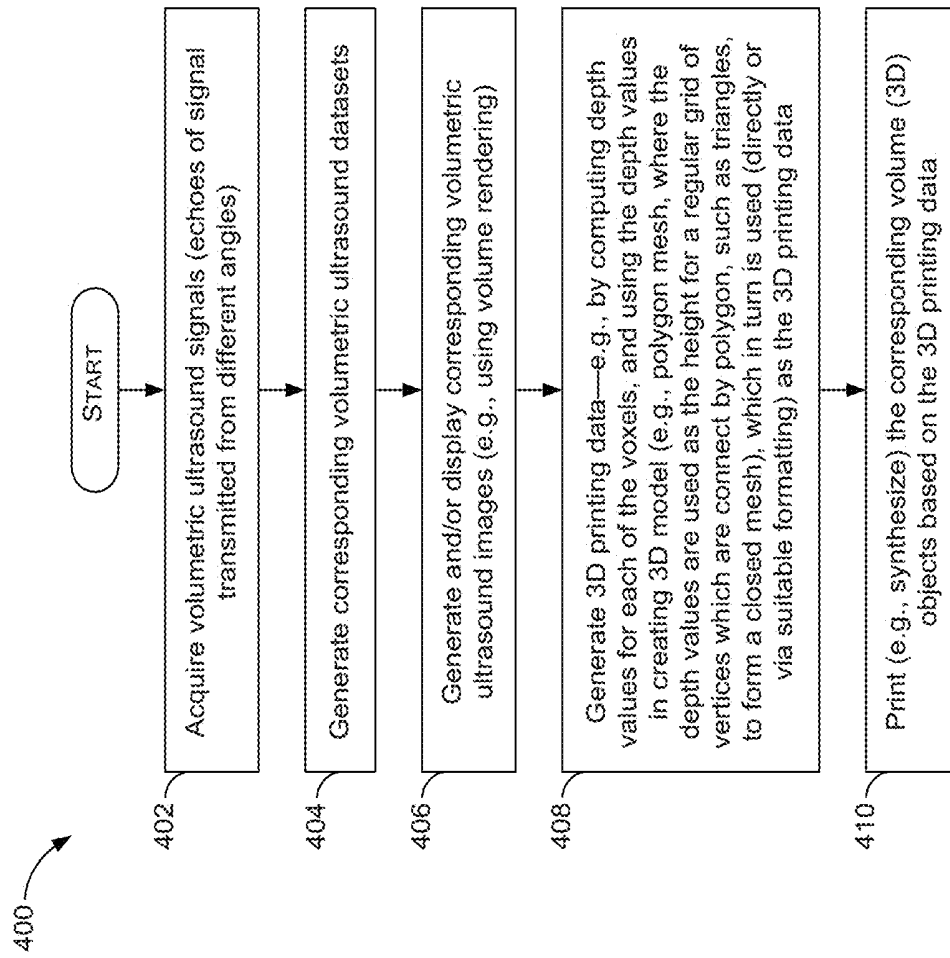 400
START
402
Acquire volumetric ultrasound signals (echoes of signal
transmitted from different angles)
404
Generate corresponding volumetric ultrasound datasets
406
Generate and/or display corresponding volumetric
ultrasound images (e.g., using volume rendering)
408
Generate 3D printing data—e.g., by computing depth
values for each of the voxels, and using the depth values
in creating 3D model (e.g., polygon mesh, where the
depth values are used as the height for a regular grid of
vertices which are connect by polygon, such as triangles,
to form a closed mesh), which in turn is used (directly or
via suitable formatting) as the 3D printing data
410
Print (e.g., synthesize) the corresponding volume (3D)
objects based on the 3D printing data